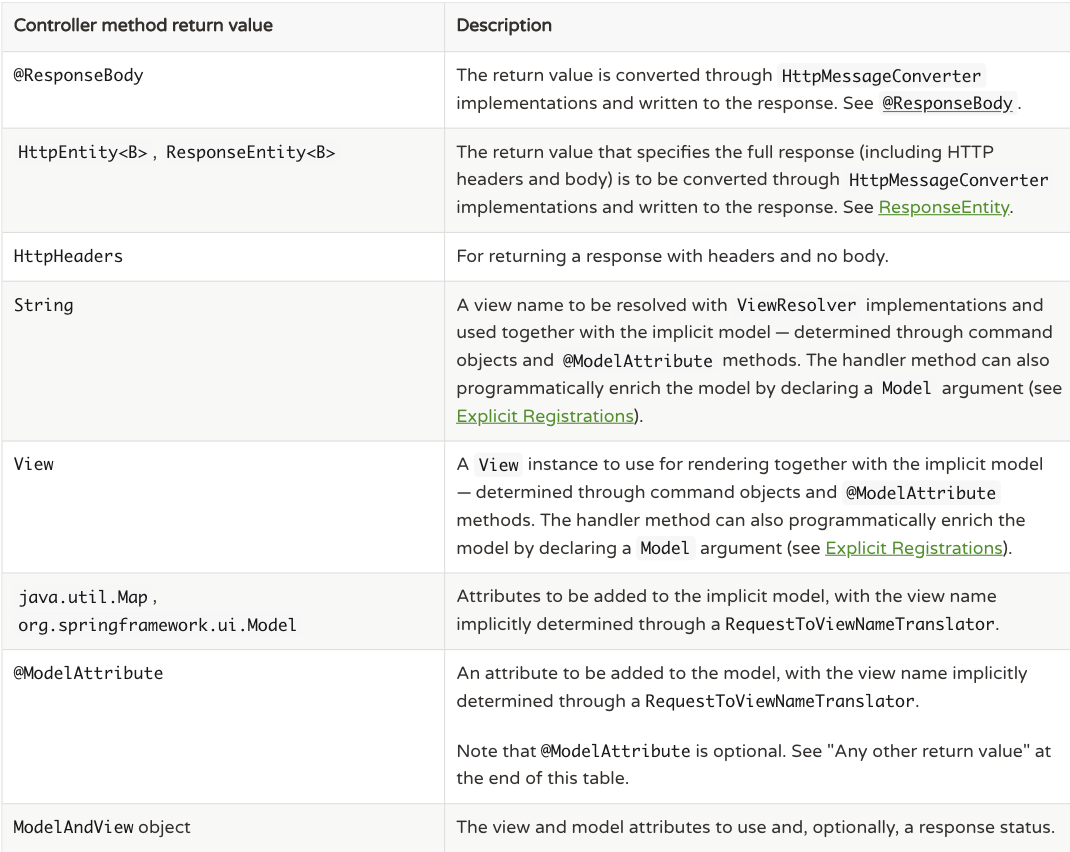 Controller method return value Description
@ResponseBody
The return value is converted through HttpMessageConverter
implementations and written to the response. See @ResponseBody .
HttpEntity<B> , ResponseEntity<B>
The return value that specifies the full response (including HTTP
headers and body) is to be converted through HttpMessageConverter
implementations and written to the response. See ResponseEntity.
HttpHeaders
For returning a response with headers and no body.
String
A view name to be resolved with ViewResolver implementations and
used together with the implicit model — determined through command
objects and @ModelAttribute methods. The handler method can also
programmatically enrich the model by declaring a Model argument (see
Explicit Registrations).
View
A View instance to use for rendering together with the implicit model
— determined through command objects and @ModelAttribute
methods. The handler method can also programmatically enrich the
model by declaring a Model argument (see Explicit Registrations).
java.util.Map ,
org.springframework.ui.Model
Attributes to be added to the implicit model, with the view name
implicitly determined through a RequestToViewNameTranslator.
@ModelAttribute
An attribute to be added to the model, with the view name implicitly
determined through a RequestToViewNameTranslator.
Note that @ModelAttribute is optional. See "Any other return value" at
the end of this table.
ModelAndView object
The view and model attributes to use and, optionally, a response status.